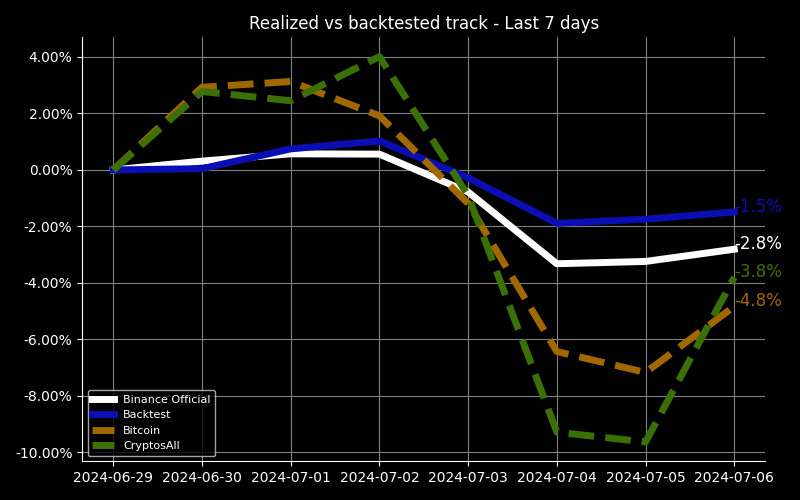 Realized vs backtested track - Last 7 days
4.00%
2.00%
0.00%
-2.00%
-4.00%
-6.00%
-8.00%
-10.00%
-1.5%
-2.8%
-3.8%
-4.8%
Binance Official
Backtest
Bitcoin
CryptosAll
2024-06-29 2024-06-30 2024-07-01 2024-07-02 2024-07-03 2024-07-04 2024-07-05 2024-07-06